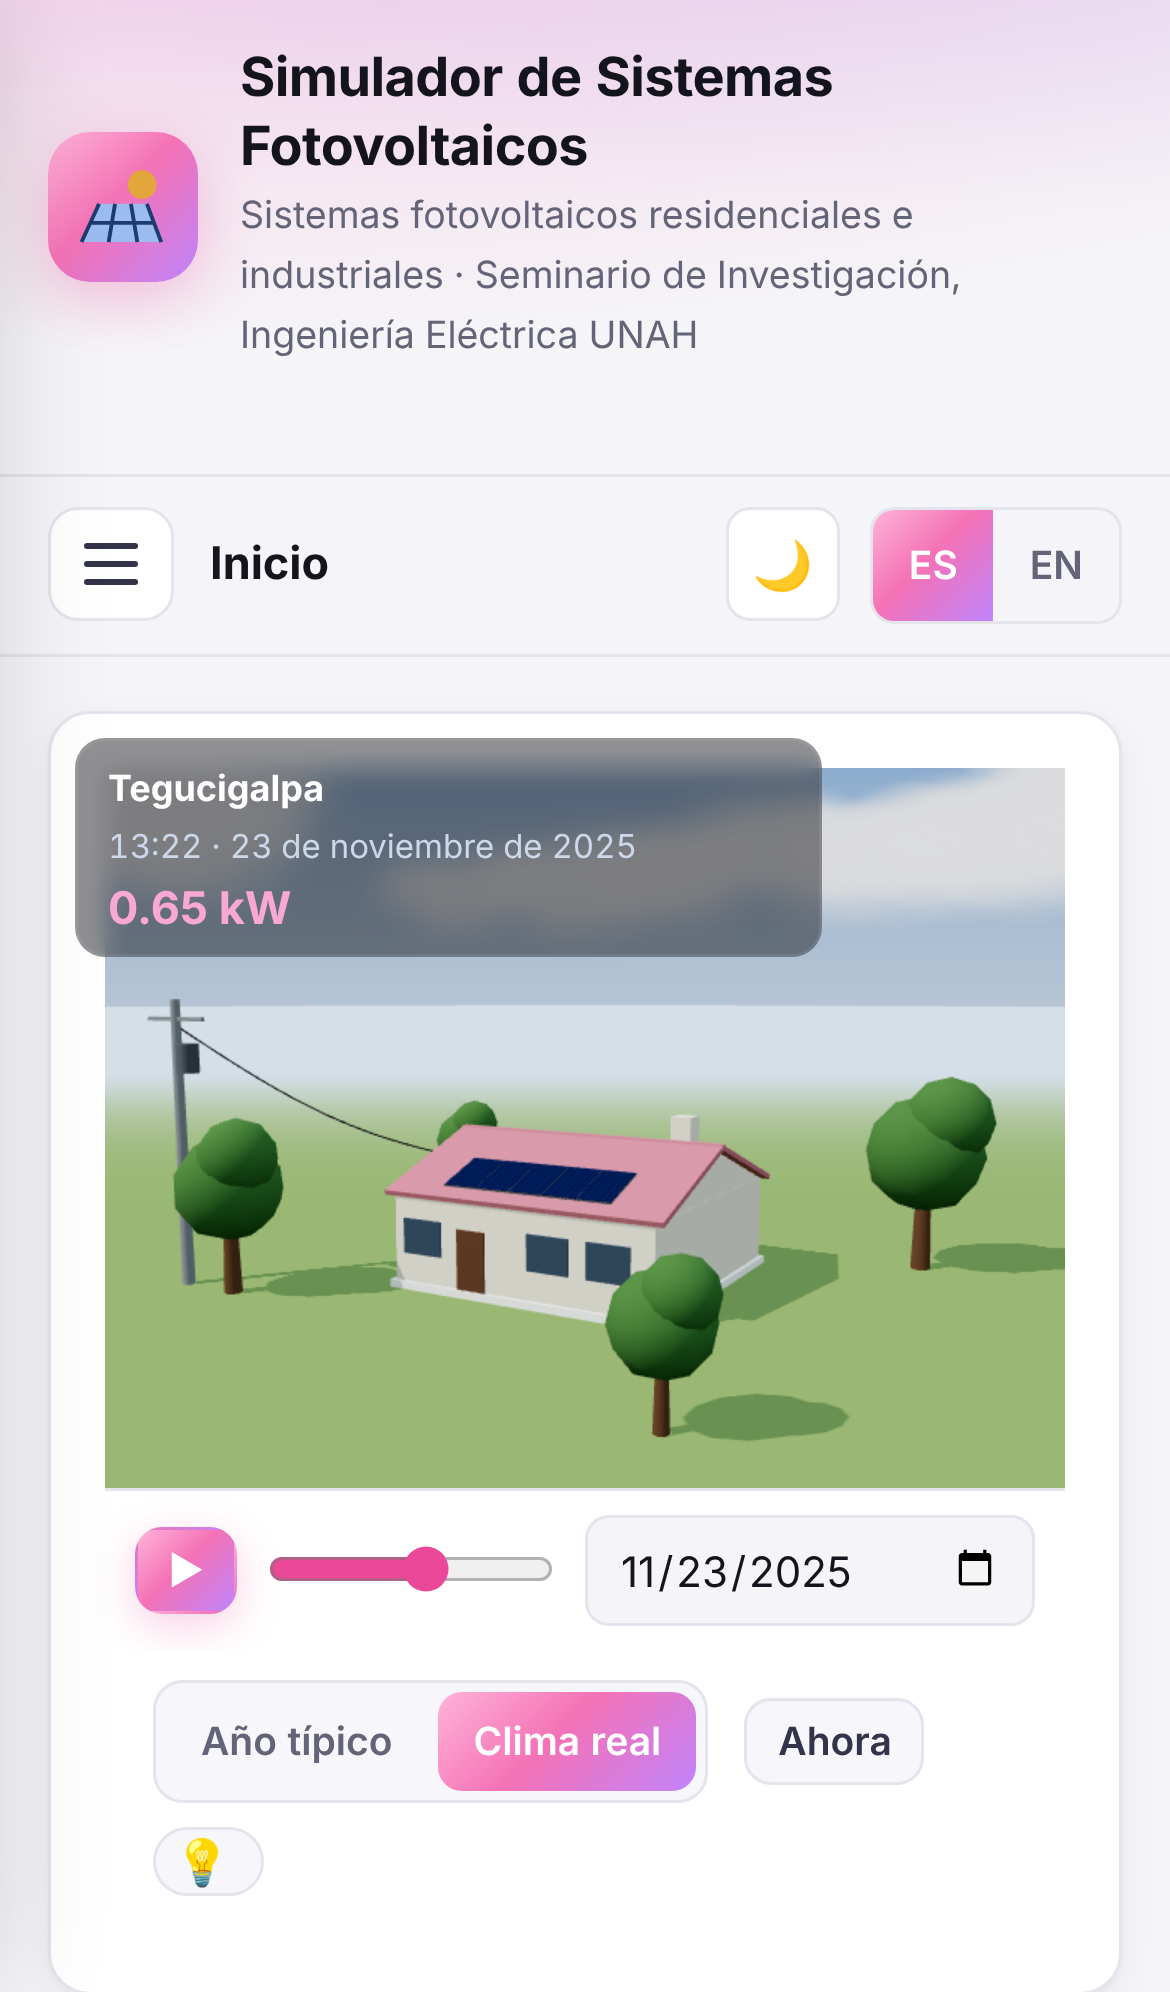 Simulador de Sistemas
Fotovoltaicos
Sistemas fotovoltaicos residenciales e
industriales · Seminario de Investigación,
Ingeniería Eléctrica UNAH
Inicio
ES
EN
Tegucigalpa
13:22 · 23 de noviembre de 2025
0.65 kW
11/23/2025
Año típico
Clima real
Ahora